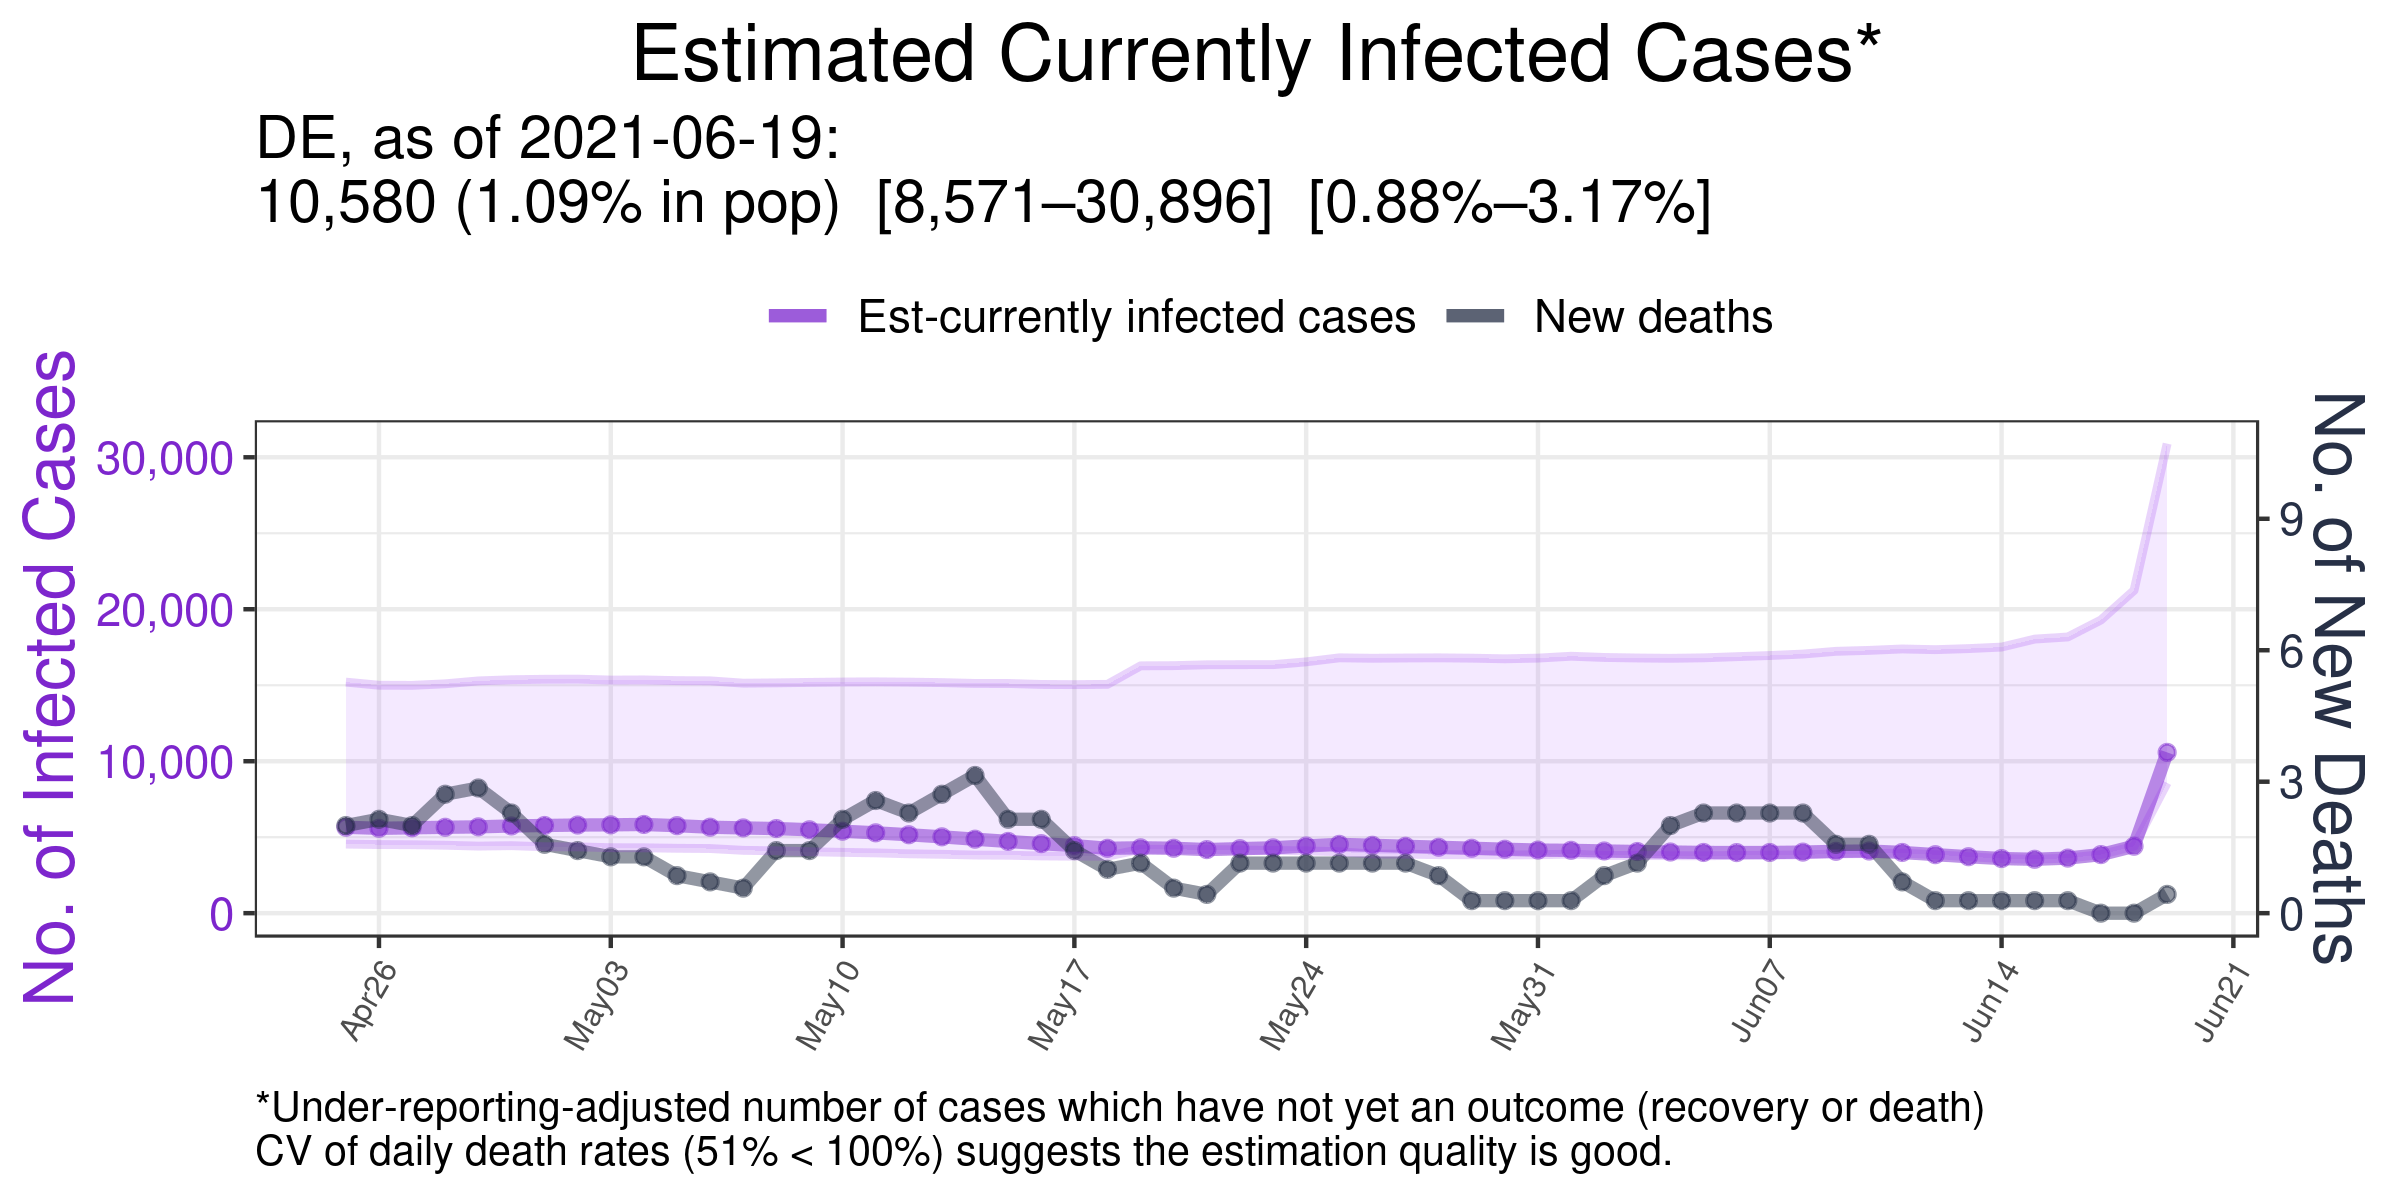 Estimated Currently Infected Cases*
DE, as of 2021-06-19:
10,580 (1.09% in pop)  [8,571–30,896]  [0.88%–3.17%]
Est-currently infected cases
New deaths
No. of Infected Cases
30,000
20,000
10,000
0
No. of New Deaths
9
6
3
0
Apr26
May03
May10
May17
May24
May31
Jun07
Jun14
Jun21
*Under-reporting-adjusted number of cases which have not yet an outcome (recovery or death)
CV of daily death rates (51% < 100%) suggests the estimation quality is good.